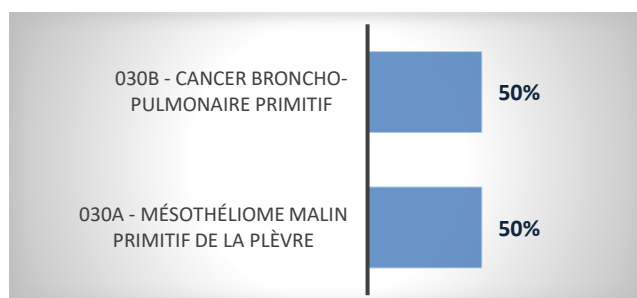 030B - CANCER BRONCHO-
PULMONAIRE PRIMITIF
50%
030A - MÉSOTHÉLIOME MALIN
PRIMITIF DE LA PLÈVRE
50%